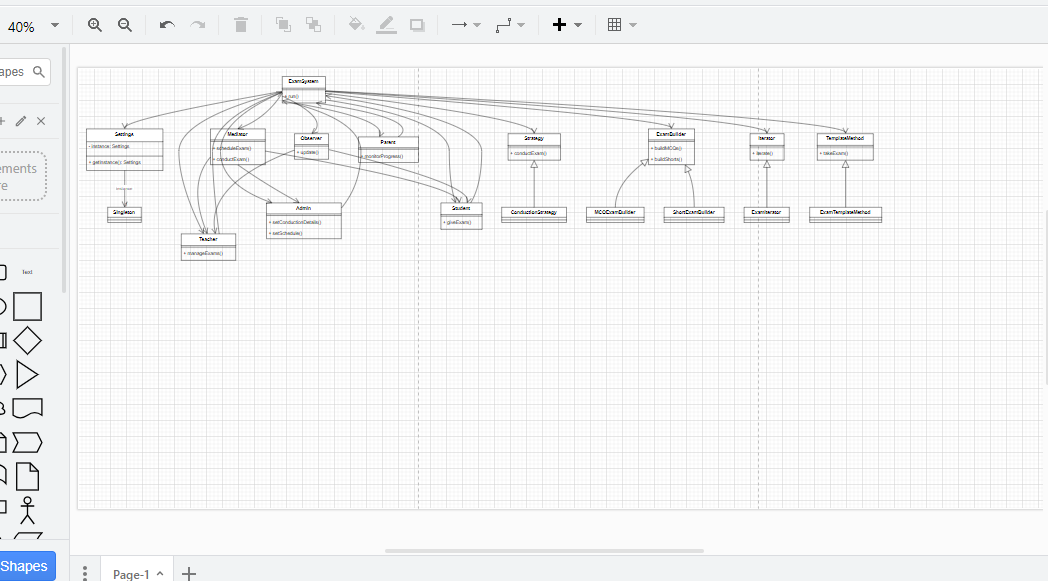 40%
apes
ements
re
Text
Shapes
Page-1
ExamSystem
+ run()
Settings
- instance: Settings
+ getInstance(): Settings
Singleton
Mediator
+ scheduleExam()
+ conductExam()
Observer
+ update()
Parent
+ monitorProgress()
Admin
+ setConductionDetails()
+ setSchedule()
Teacher
+ manageExams()
Student
+ giveExam()
Strategy
+ conductExam()
ConductionStrategy
ExamBuilder
+ buildMCQs()
+ buildShorts()
MCQExamBuilder
ShortExamBuilder
Iterator
+ iterate()
ExamIterator
TemplateMethod
+ takeExam()
ExamTemplateMethod